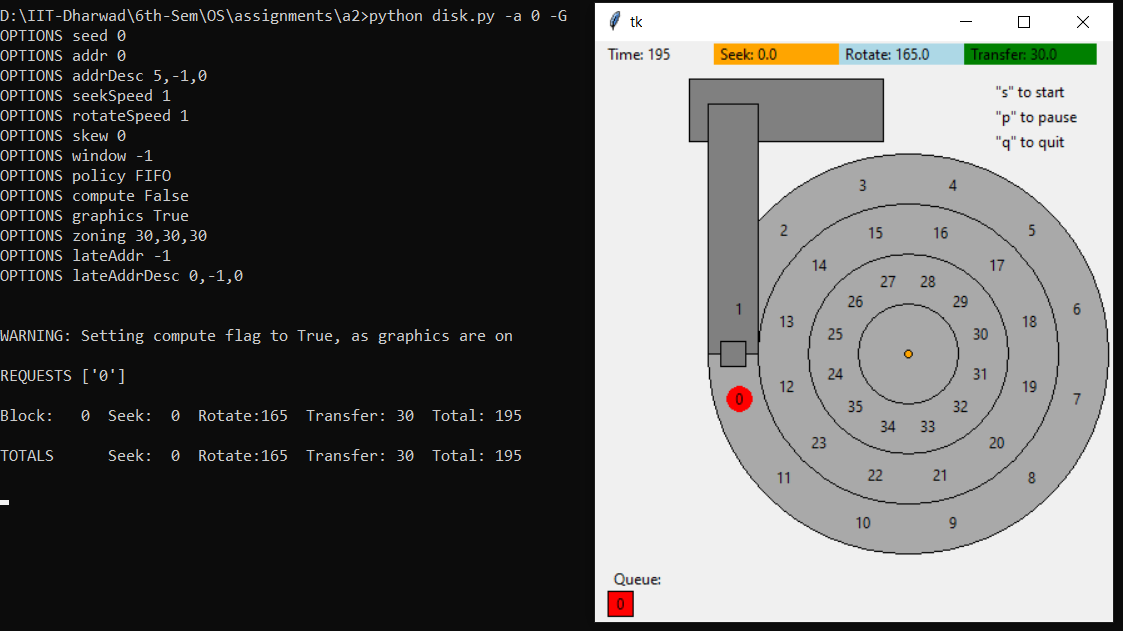 D:\IIT-Dharwad\6th-Sem\OS\assignments\a2>python disk.py -a 0 -G
OPTIONS seed 0
OPTIONS addr 0
OPTIONS addrDesc 5,-1,0
OPTIONS seekSpeed 1
OPTIONS rotateSpeed 1
OPTIONS skew 0
OPTIONS window -1
OPTIONS policy FIFO
OPTIONS compute False
OPTIONS graphics True
OPTIONS zoning 30,30,30
OPTIONS lateAddr -1
OPTIONS lateAddrDesc 0,-1,0
WARNING: Setting compute flag to True, as graphics are on
REQUESTS ['0']
Block:   0  Seek:  0  Rotate:165  Transfer: 30  Total: 195
TOTALS      Seek:  0  Rotate:165  Transfer: 30  Total: 195
tk
Time: 195 Seek: 0.0 Rotate: 165.0 Transfer: 30.0
"s" to start
"p" to pause
"q" to quit
3 4
2 15 16 5
14 17
27 28
26 29
1 6
13 18
25 30
24 31
12 19
0 7
35 32
34 33
23 20
11 22 21 8
10 9
Queue:
0